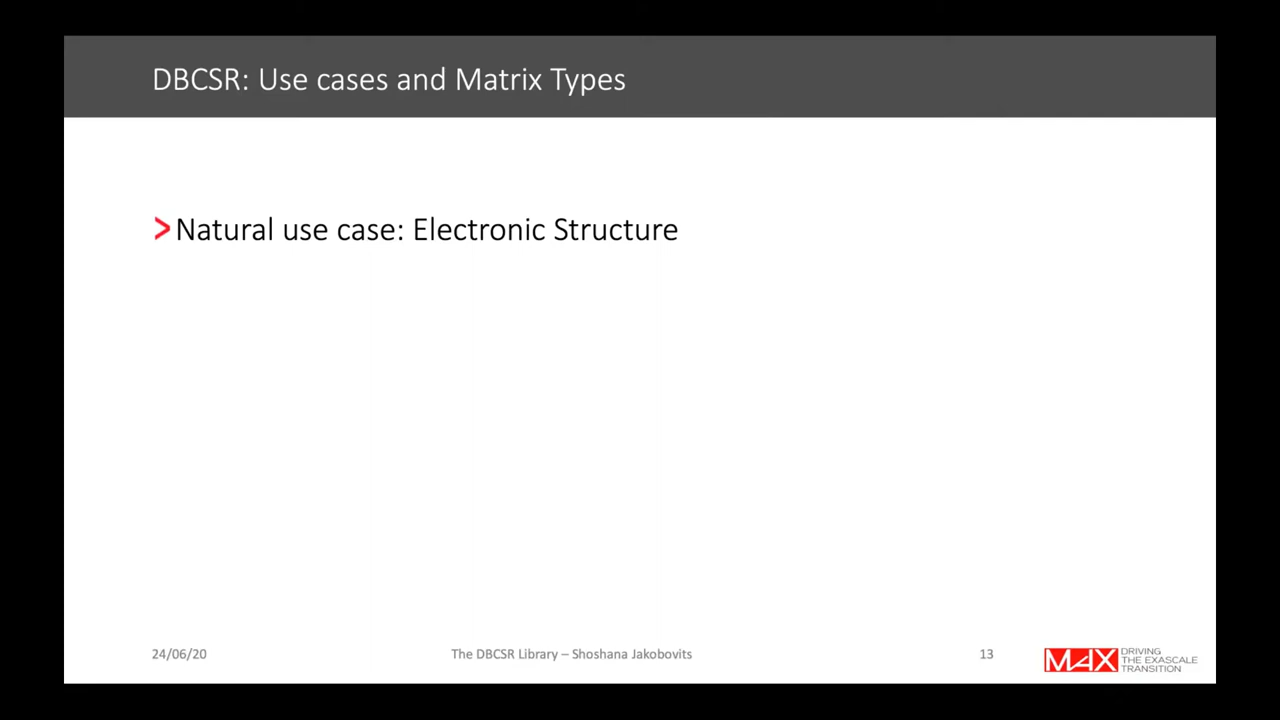 DBCSR: Use cases and Matrix Types
> Natural use case: Electronic Structure
24/06/20
The DBCSR Library – Shoshana Jakobovits
13
MAX
DRIVING
THE EXASCALE
TRANSITION